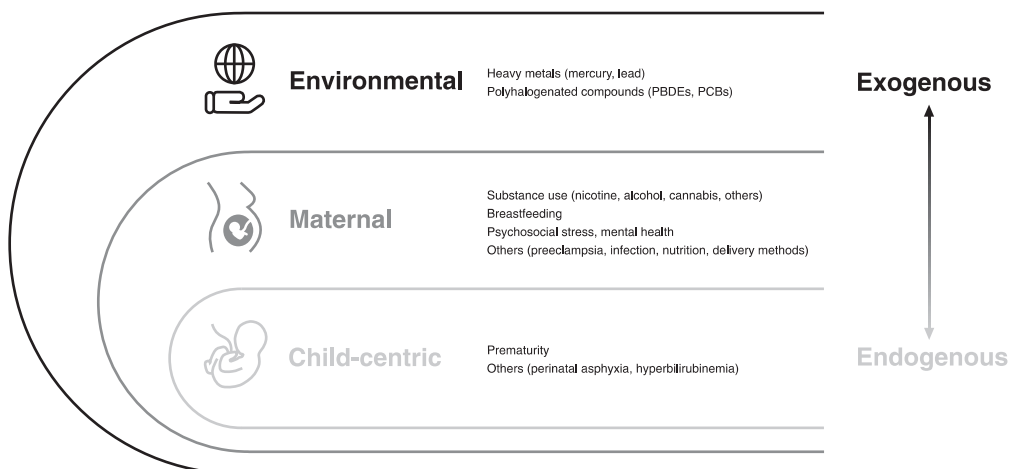 Environmental
Heavy metals (mercury, lead)
Polyhalogenated compounds (PBDEs, PCBs)
Exogenous
Maternal
Substance use (nicotine, alcohol, cannabis, others)
Breastfeeding
Psychosocial stress, mental health
Others (preeclampsia, infection, nutrition, delivery methods)
Child-centric
Prematurity
Others (perinatal asphyxia, hyperbilirubinemia)
Endogenous